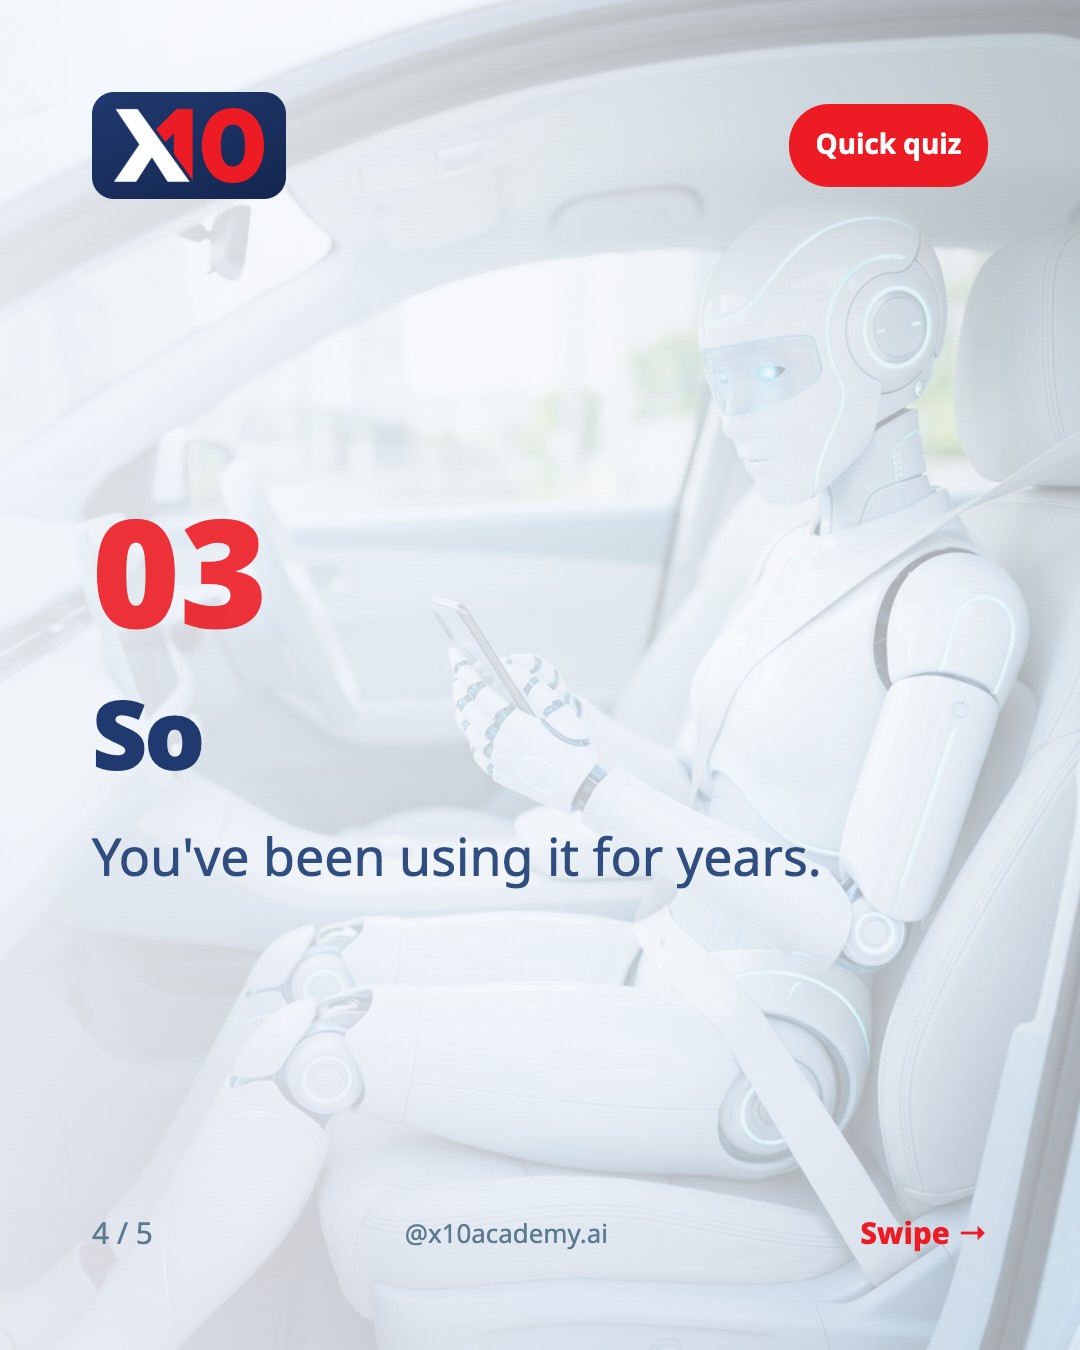 X10
Quick quiz
03
So
You've been using it for years.
4 / 5
@x10academy.ai
Swipe →